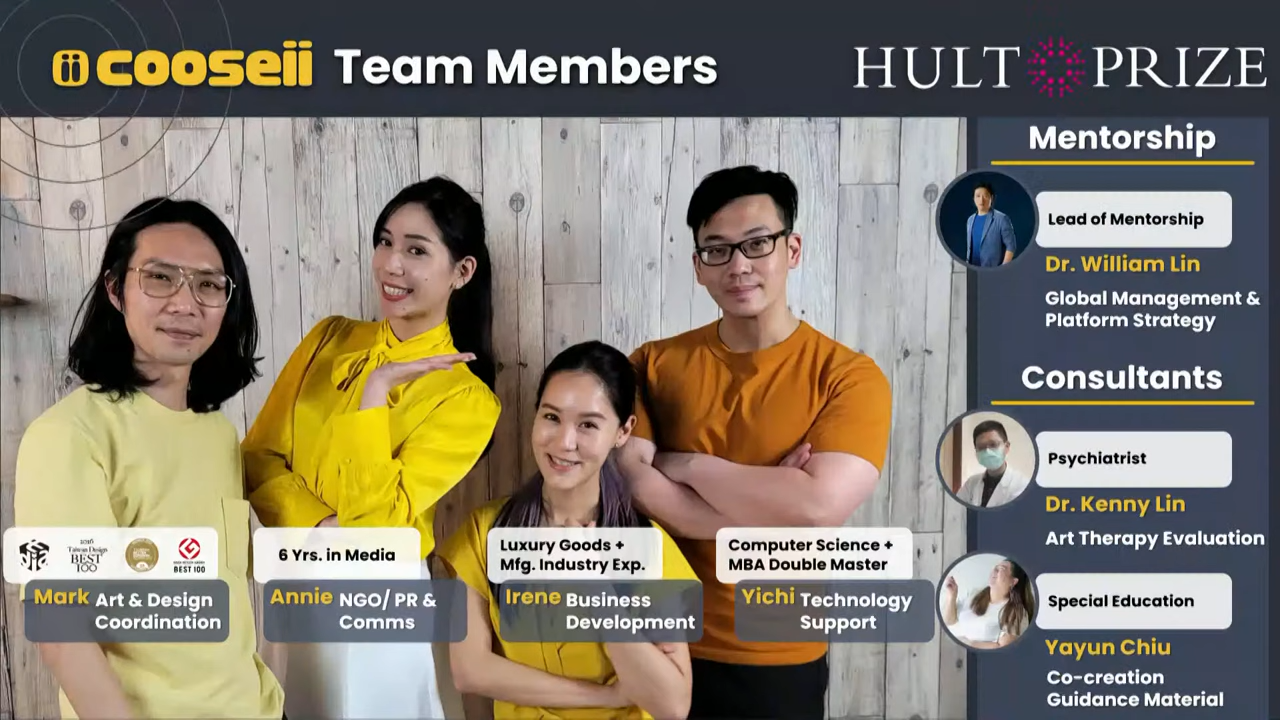 cooseii Team Members
HULT PRIZE
Mentorship
Lead of Mentorship
Dr. William Lin
Global Management &
Platform Strategy
Consultants
Psychiatrist
Dr. Kenny Lin
Art Therapy Evaluation
Special Education
Yayun Chiu
Co-creation
Guidance Material
2016
Taiwan Design
BEST
100
BEST 100
Mark Art & Design
Coordination
6 Yrs. in Media
Annie NGO/ PR &
Comms
Luxury Goods +
Mfg. Industry Exp.
Irene Business
Development
Computer Science +
MBA Double Master
Yichi Technology
Support